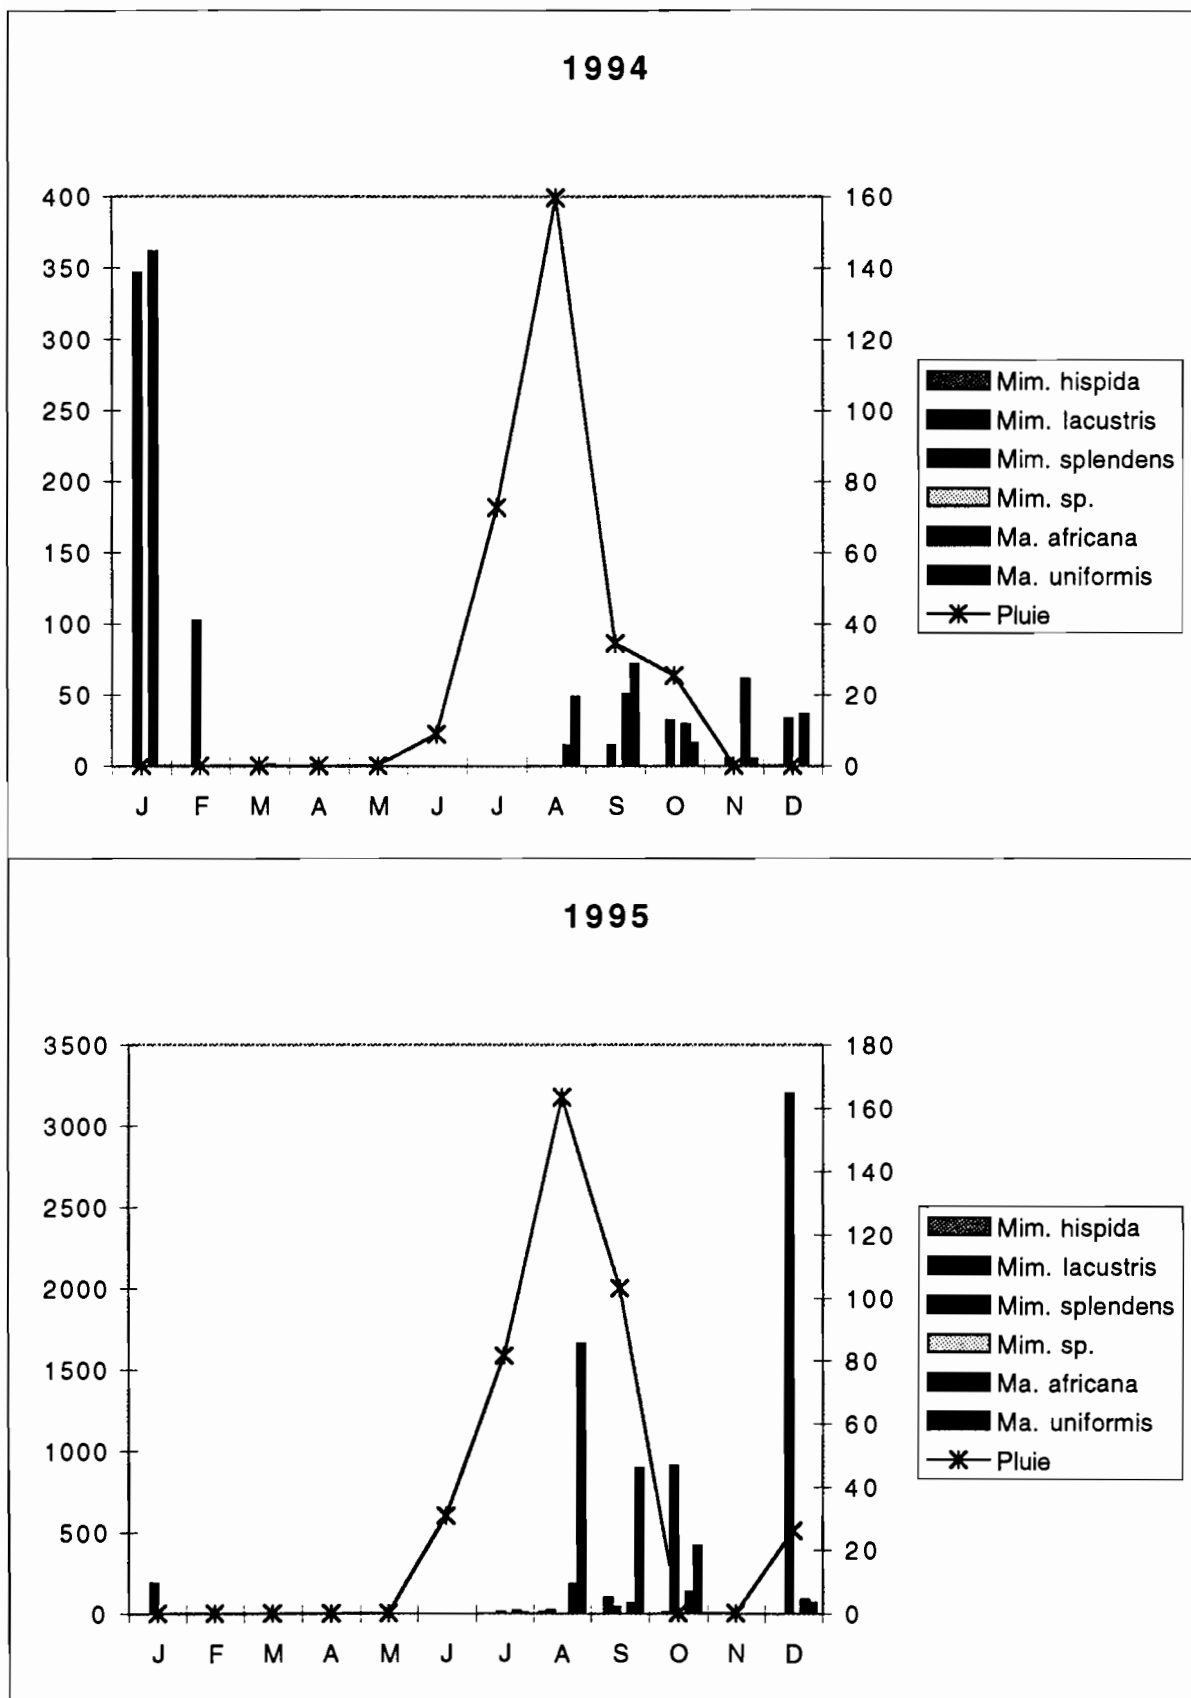 1994
400
350
300
250
200
150
100
50
0
160
140
120
100
80
60
40
20
0
J F M A M J J A S O N D
Mim. hispida
Mim. lacustris
Mim. splendens
Mim. sp.
Ma. africana
Ma. uniformis
Pluie
1995
3500
3000
2500
2000
1500
1000
500
0
180
160
140
120
100
80
60
40
20
0
J F M A M J J A S O N D
Mim. hispida
Mim. lacustris
Mim. splendens
Mim. sp.
Ma. africana
Ma. uniformis
Pluie